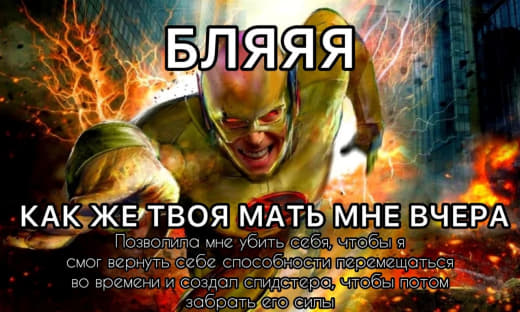 БЛЯЯЯ
КАК ЖЕ ТВОЯ МАТЬ МНЕ ВЧЕРА
Позволила мне убить себя, чтобы я
смог вернуть себе способности перемещаться
во времени и создал спидстера, чтобы потом
забрать его силы